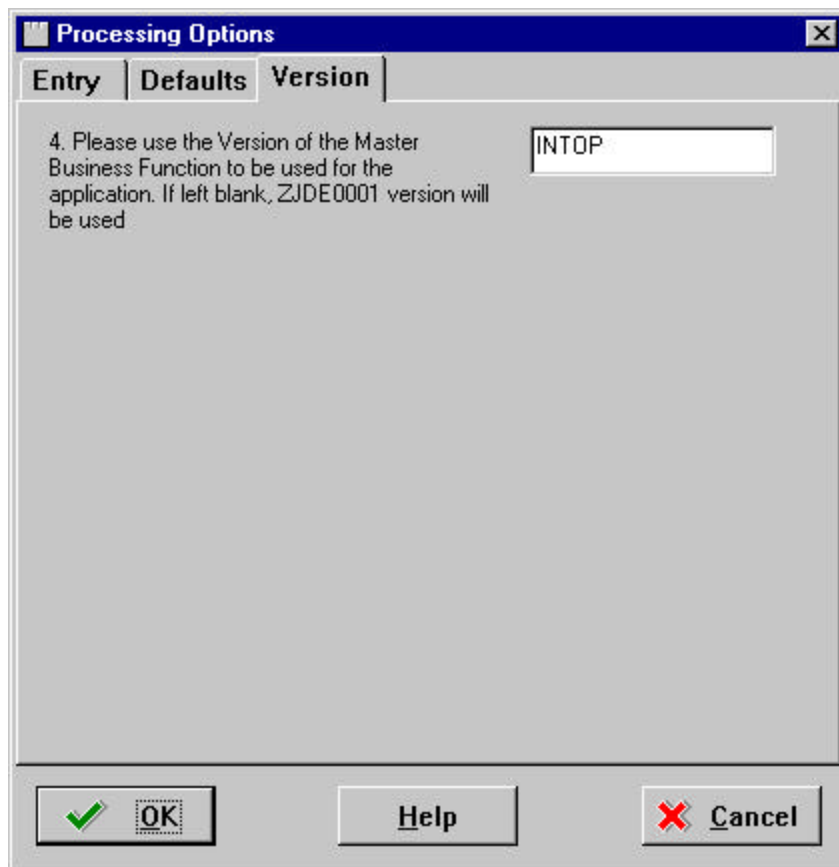 Processing Options
Entry Defaults Version
4. Please use the Version of the Master INTOP
Business Function to be used for the
application. If left blank, ZJDE0001 version will
be used
OK Help Cancel